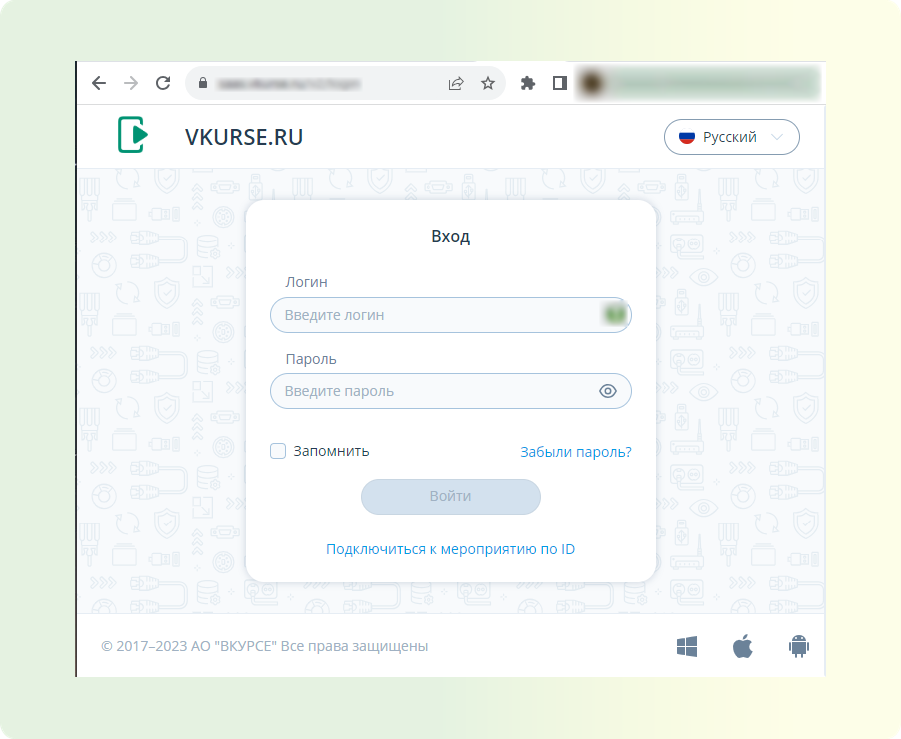 VKURSE.RU
Русский
Вход
Логин
Введите логин
Пароль
Введите пароль
Запомнить
Забыли пароль?
Войти
Подключиться к мероприятию по ID
© 2017–2023 АО "ВКУРСЕ" Все права защищены